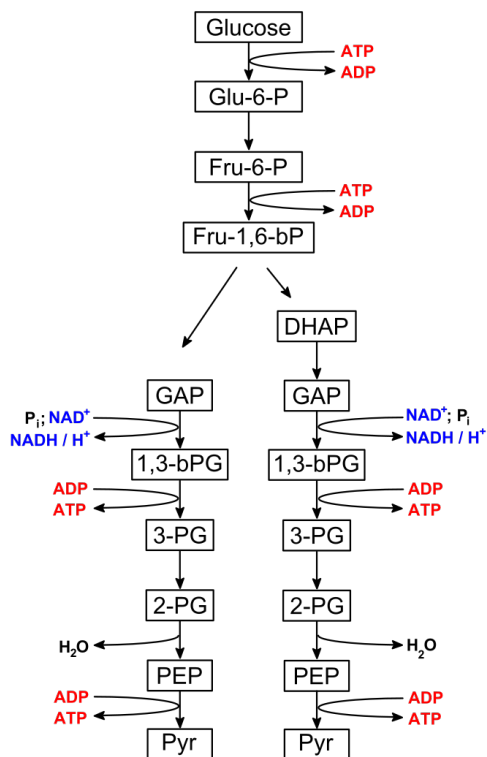 Glucose
ATP
ADP
Glu-6-P
Fru-6-P
ATP
ADP
Fru-1,6-bP
DHAP
GAP
GAP
Pᵢ; NAD⁺
NADH / H⁺
NAD⁺; Pᵢ
NADH / H⁺
1,3-bPG
1,3-bPG
ADP
ATP
ADP
ATP
3-PG
3-PG
2-PG
2-PG
H₂O
H₂O
PEP
PEP
ADP
ATP
ADP
ATP
Pyr
Pyr